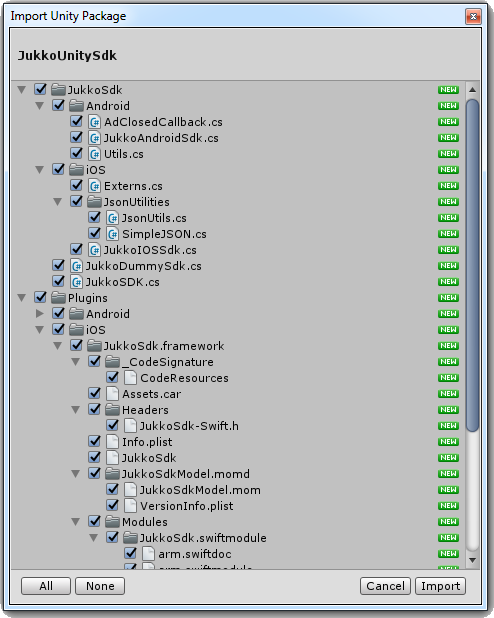 Import Unity Package
JukkoUnitySdk
JukkoSdk NEW
Android NEW
AdClosedCallback.cs NEW
JukkoAndroidSdk.cs NEW
Utils.cs NEW
iOS NEW
Externs.cs NEW
JsonUtilities NEW
JsonUtils.cs NEW
SimpleJSON.cs NEW
JukkoIOSSdk.cs NEW
JukkoDummySdk.cs NEW
JukkoSDK.cs NEW
Plugins NEW
Android NEW
iOS NEW
JukkoSdk.framework NEW
_CodeSignature NEW
CodeResources NEW
Assets.car NEW
Headers NEW
JukkoSdk-Swift.h NEW
Info.plist NEW
JukkoSdk NEW
JukkoSdkModel.momd NEW
JukkoSdkModel.mom NEW
VersionInfo.plist NEW
Modules NEW
JukkoSdk.swiftmodule NEW
arm.swiftdoc NEW
arm.swiftmodule NEW
All None Cancel Import